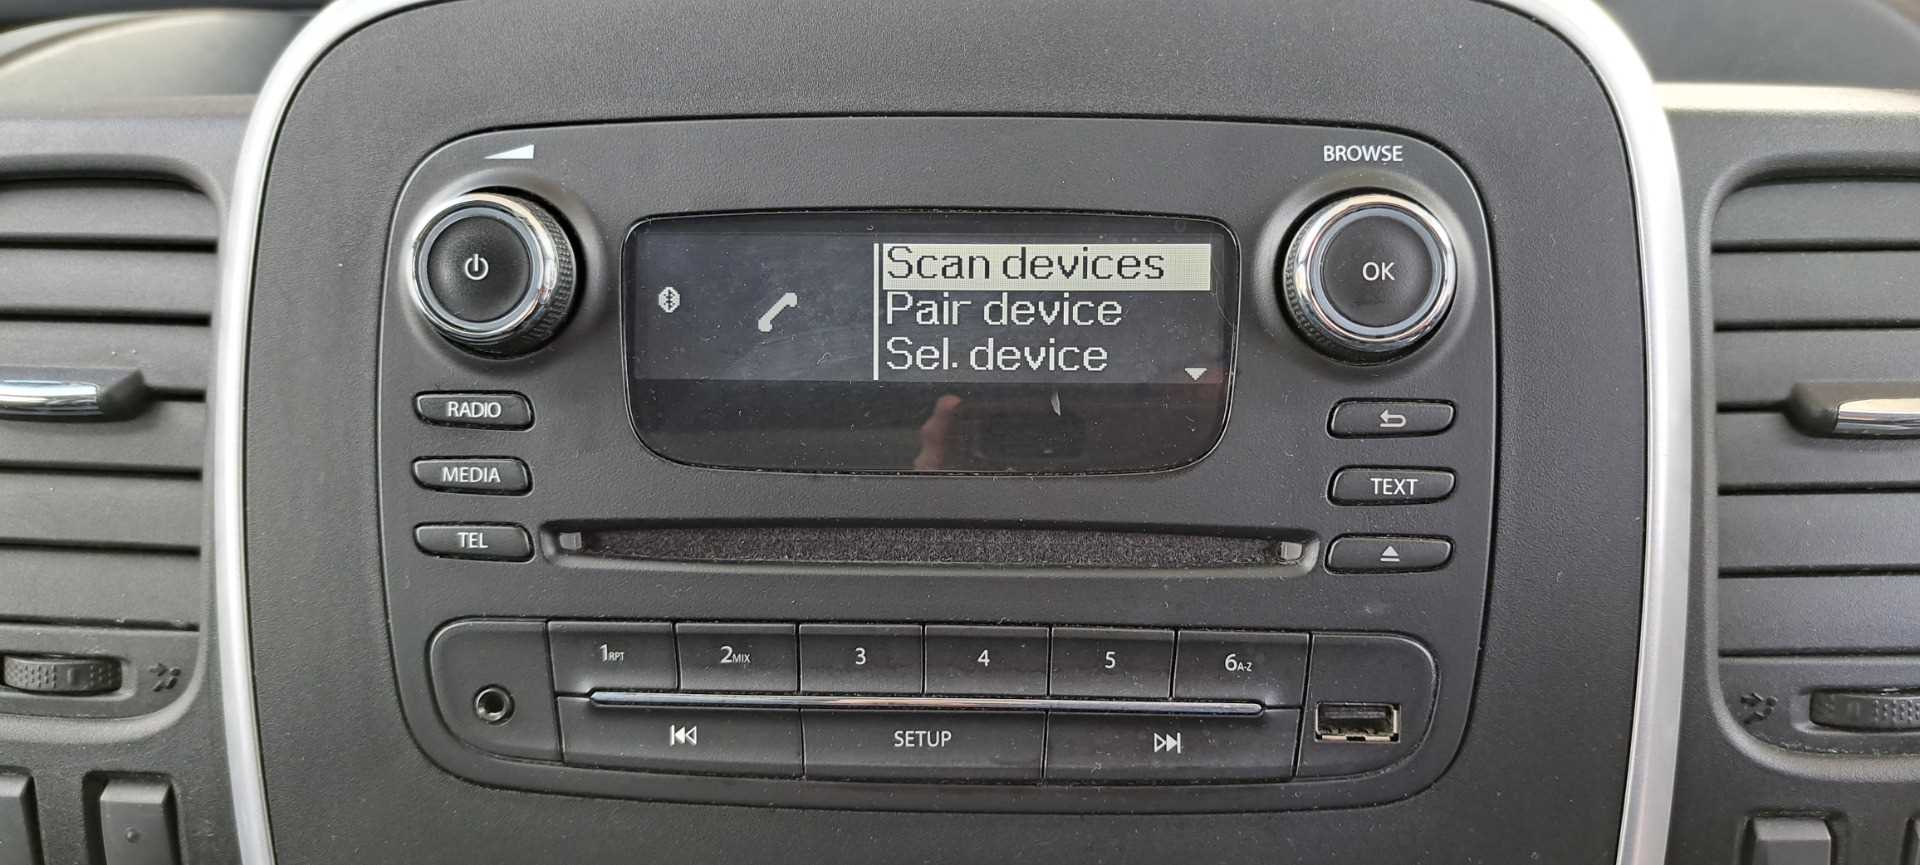 BROWSE
Scan devices
Pair device
Sel. device
OK
RADIO
MEDIA
TEL
TEXT
1RPT
2MIX
3
4
5
6A-Z
SETUP